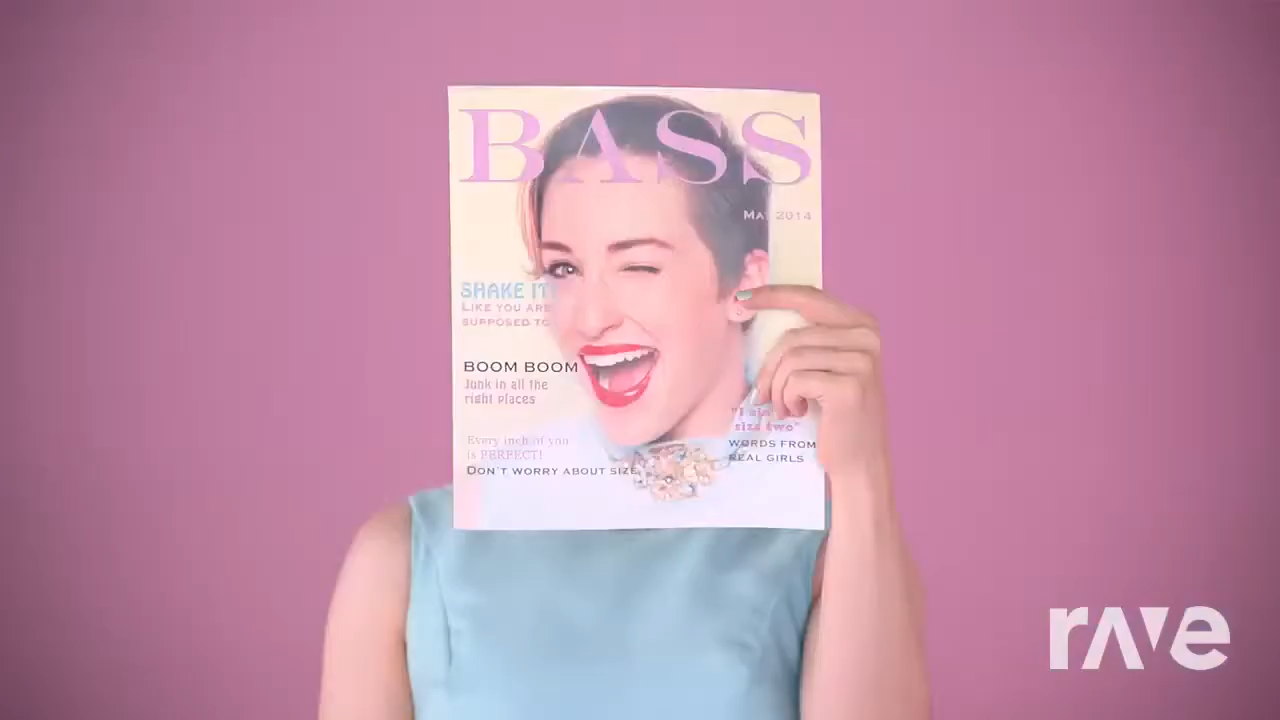 BASS
MAY 2014
SHAKE IT!
LIKE YOU ARE
SUPPOSED TO
BOOM BOOM
Junk in all the
right places
Every inch of you
is PERFECT!
DON'T WORRY ABOUT SIZE
"I
size two"
WORDS FROM
REAL GIRLS
rave